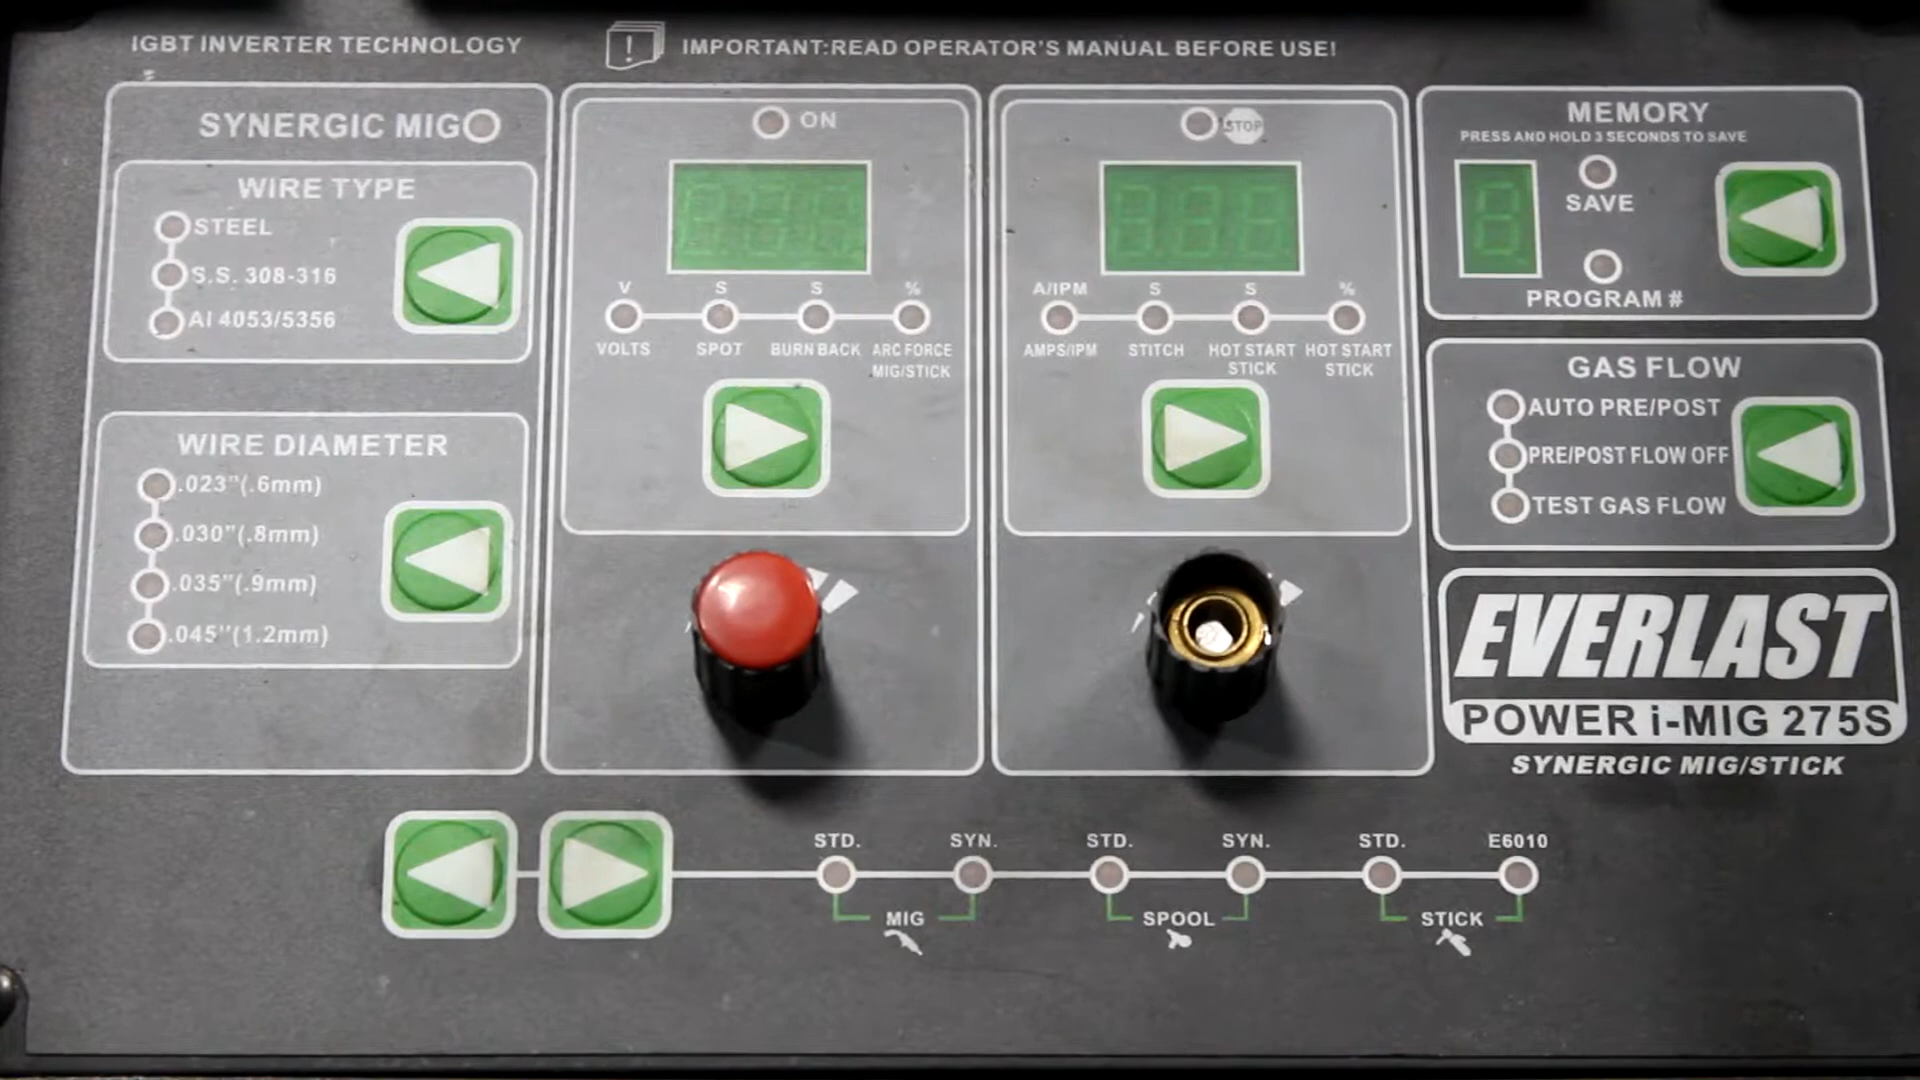 IGBT INVERTER TECHNOLOGY
! IMPORTANT:READ OPERATOR'S MANUAL BEFORE USE!
SYNERGIC MIG
WIRE TYPE
STEEL
S.S. 308-316
Al 4053/5356
WIRE DIAMETER
.023"(.6mm)
.030"(.8mm)
.035"(.9mm)
.045"(1.2mm)
ON
V S S %
VOLTS SPOT BURN BACK ARC FORCE
MIG/STICK
STOP
A/IPM S S %
AMPS/IPM STITCH HOT START HOT START
STICK STICK
MEMORY
PRESS AND HOLD 3 SECONDS TO SAVE
SAVE
PROGRAM #
GAS FLOW
AUTO PRE/POST
PRE/POST FLOW OFF
TEST GAS FLOW
EVERLAST
POWER i-MIG 275S
SYNERGIC MIG/STICK
STD. SYN. STD. SYN. STD. E6010
MIG SPOOL STICK